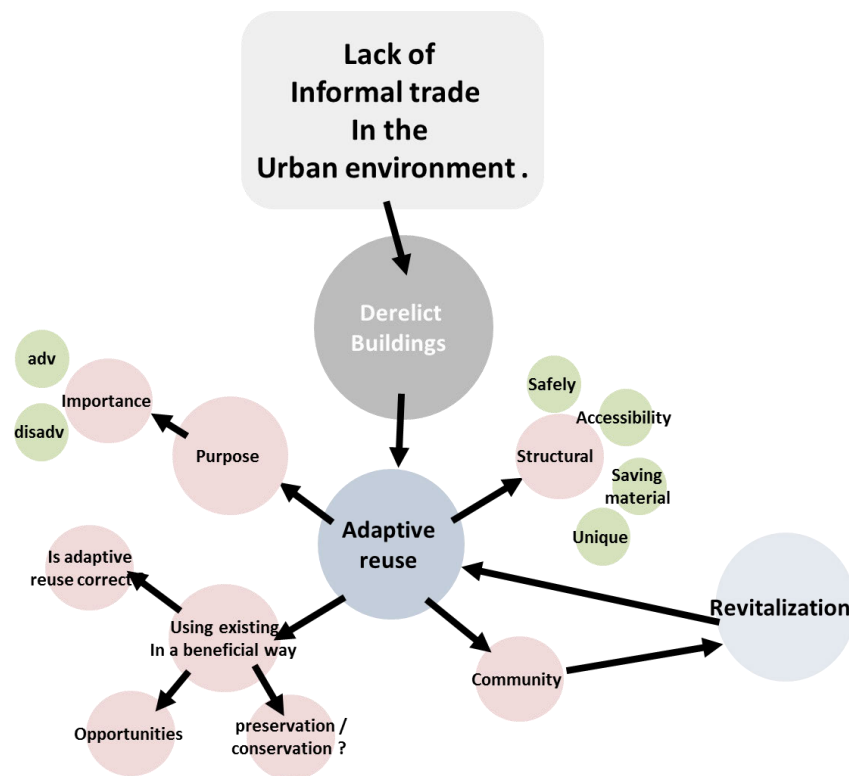 Lack of
Informal trade
In the
Urban environment .
Derelict
Buildings
adv
Importance
disadv
Purpose
Safely
Accessibility
Structural
Saving
material
Unique
Adaptive
reuse
Is adaptive
reuse correct
Using existing
In a beneficial way
Opportunities
preservation /
conservation ?
Community
Revitalization